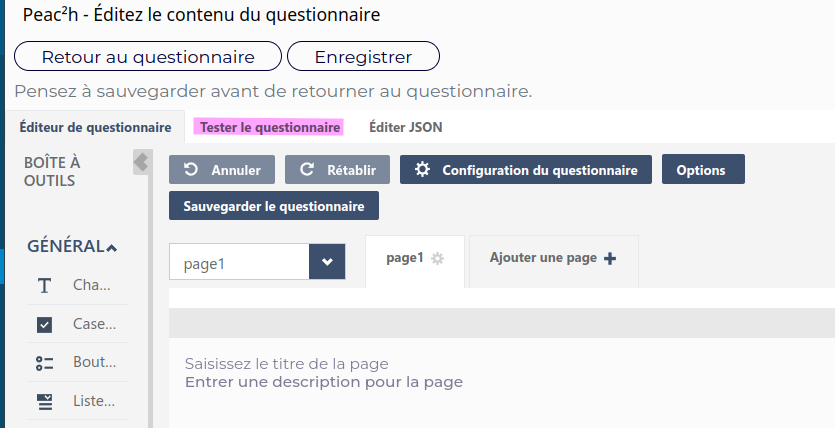 Peac²h - Éditez le contenu du questionnaire
Retour au questionnaire Enregistrer
Pensez à sauvegarder avant de retourner au questionnaire.
Éditeur de questionnaire Tester le questionnaire Éditer JSON
BOÎTE À
OUTILS
Annuler Rétablir Configuration du questionnaire Options
Sauvegarder le questionnaire
GÉNÉRAL
page1 page1 Ajouter une page
Cha...
Case...
Bout...
Liste...
Saisissez le titre de la page
Entrer une description pour la page